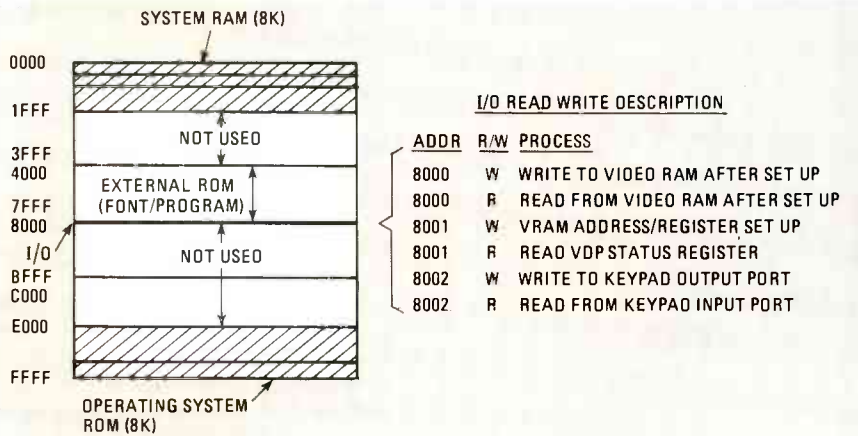 SYSTEM RAM (8K)
0000
1FFF
NOT USED
3FFF
4000
EXTERNAL ROM
(FONT/PROGRAM)
7FFF
8000
I/O
NOT USED
BFFF
C000
E000
FFFF
OPERATING SYSTEM
ROM (8K)
I/O READ WRITE DESCRIPTION
ADDR R/W PROCESS
8000 W WRITE TO VIDEO RAM AFTER SET UP
8000 R READ FROM VIDEO RAM AFTER SET UP
8001 W VRAM ADDRESS/REGISTER SET UP
8001 R READ VDP STATUS REGISTER
8002 W WRITE TO KEYPAD OUTPUT PORT
8002 R READ FROM KEYPAD INPUT PORT